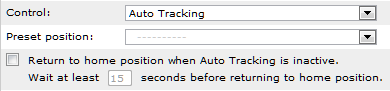 Control: Auto Tracking
Preset position: ----------
Return to home position when Auto Tracking is inactive.
Wait at least 15 seconds before returning to home position.